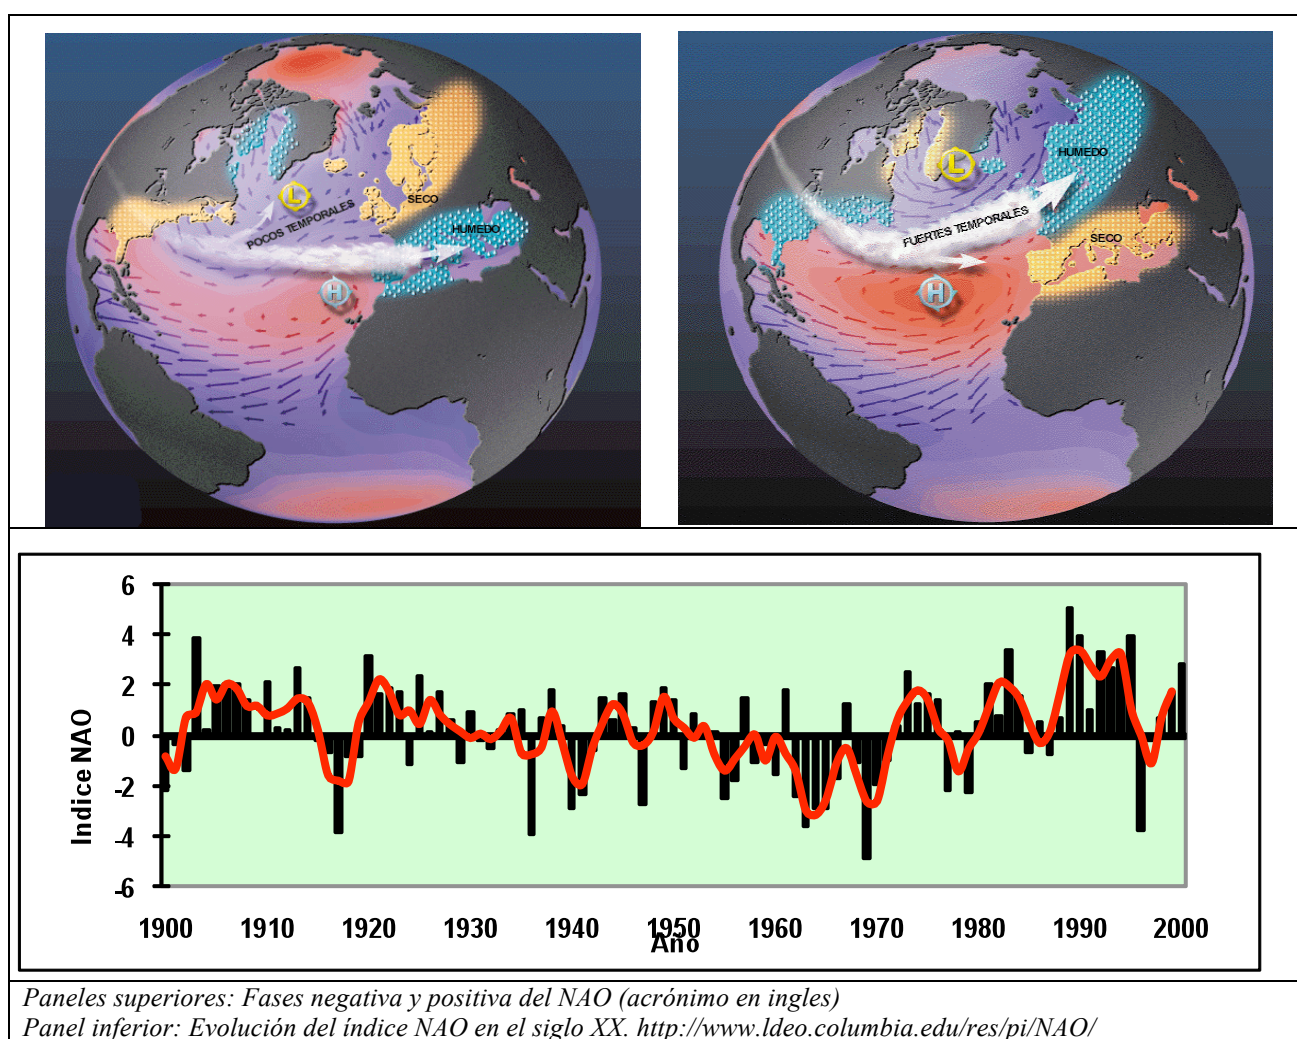 L
POCOS TEMPORALES
SECO
HUMEDO
H
L
HUMEDO
FUERTES TEMPORALES
SECO
H
Indice NAO
6
4
2
0
-2
-4
-6
1900 1910 1920 1930 1940 1950 1960 1970 1980 1990 2000
Año
Paneles superiores: Fases negativa y positiva del NAO (acrónimo en ingles)
Panel inferior: Evolución del índice NAO en el siglo XX. http://www.ldeo.columbia.edu/res/pi/NAO/